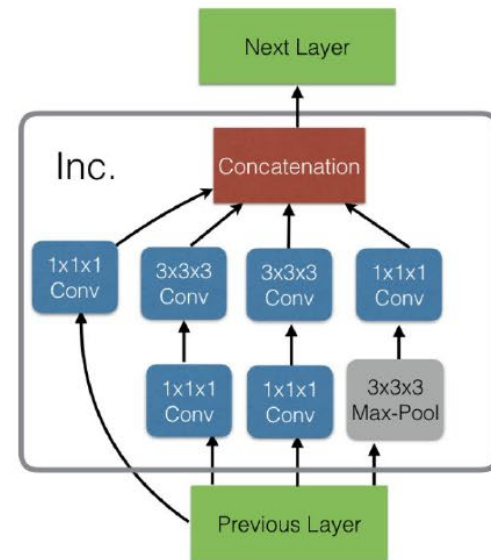 Next Layer
Inc.
Concatenation
1x1x1
Conv
3x3x3
Conv
3x3x3
Conv
1x1x1
Conv
1x1x1
Conv
1x1x1
Conv
3x3x3
Max-Pool
Previous Layer